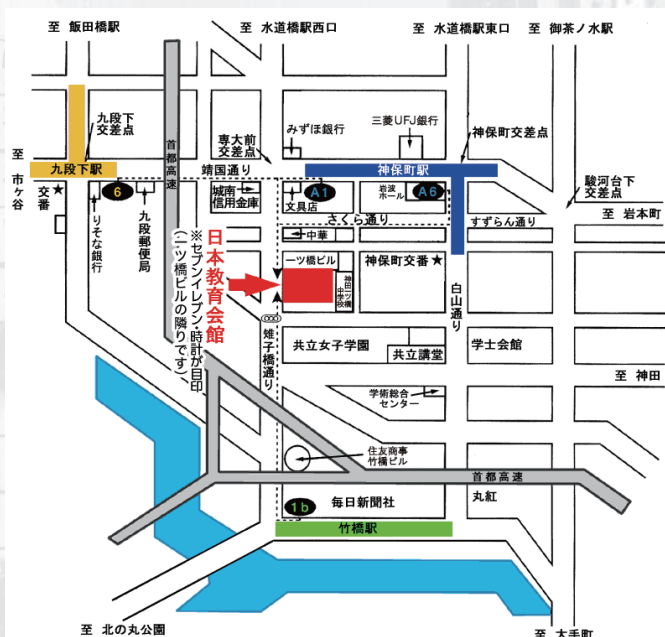 至 飯田橋駅
至 水道橋駅西口
至 水道橋駅東口
至 御茶ノ水駅
九段下
交差点
首都高速
専大前
交差点
みずほ銀行
三菱UFJ銀行
神保町交差点
至 市ヶ谷
九段下駅
靖国通り
神保町駅
駿河台下
交差点
交番★
6
城南
信用金庫
A1
文具店
岩波
ホール
A6
りそな銀行
九段郵便局
さくら通り
すずらん通り
至 岩本町
中華
日本教育会館
※セブンイレブン・時計が目印
(一ツ橋ビルの隣りです)
一ツ橋ビル
神保町交番★
神田一ツ橋
中学校
白山通り
雉子橋通り
共立女子学園
共立講堂
学士会館
至 神田
学術総合
センター
住友商事
竹橋ビル
首都高速
1b
毎日新聞社
丸紅
竹橋駅
至 北の丸公園
至 大手町